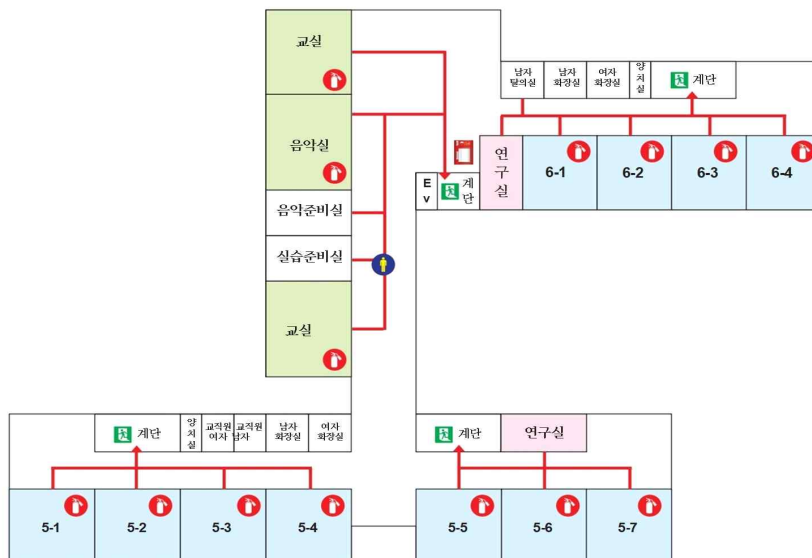 교실
음악실
음악준비실
실습준비실
교실
남자
탈의실
남자
화장실
여자
화장실
양
치
실
계단
E
v
계
단
연
구
실
6-1
6-2
6-3
6-4
계단
양
치
실
교직원
여자
교직원
남자
남자
화장실
여자
화장실
5-1
5-2
5-3
5-4
계단
연구실
5-5
5-6
5-7